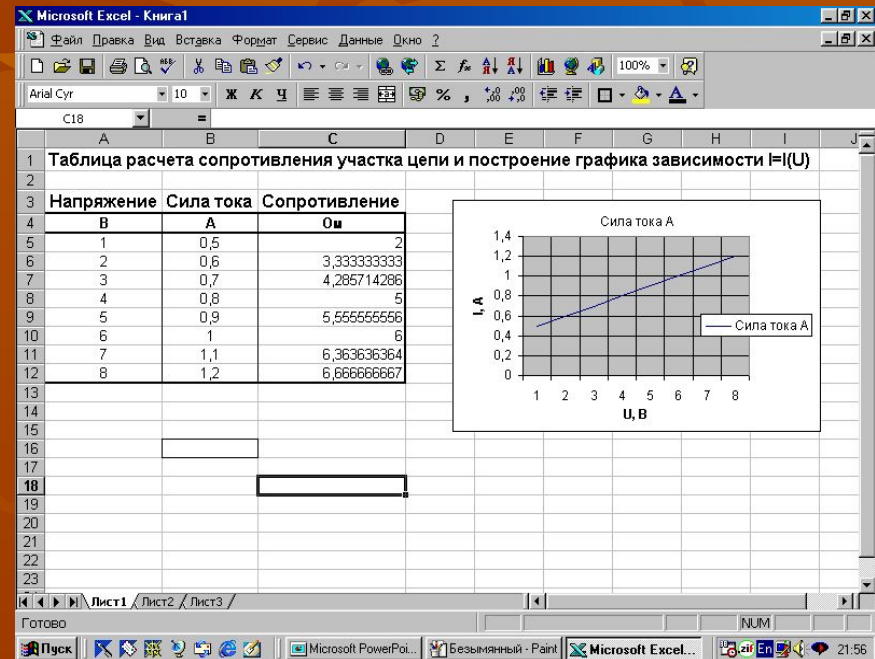 Microsoft Excel - Книга1
Файл Правка Вид Вставка Формат Сервис Данные Окно ?
100%
Arial Cyr 10 Ж К Ч % ,
C18 =
A B C D E F G H I J
1 Таблица расчета сопротивления участка цепи и построение графика зависимости I=I(U)
2
3 Напряжение Сила тока Сопротивление
4 В А Ом
5 1 0,5 2
6 2 0,6 3,333333333
7 3 0,7 4,285714286
8 4 0,8 5
9 5 0,9 5,555555556
10 6 1 6
11 7 1,1 6,363636364
12 8 1,2 6,666666667
13
14
15
16
17
18
19
20
21
22
23
Сила тока А
1,4
1,2
1
0,8
0,6
0,4
0,2
0
I, А
Сила тока А
1 2 3 4 5 6 7 8
U, В
Лист1 Лист2 Лист3
Готово NUM
Пуск Microsoft PowerPoi... Безымянный - Paint Microsoft Excel... zif En 21:56